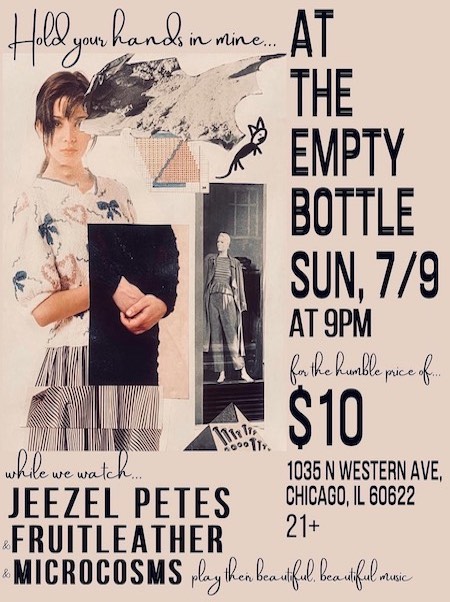 Hold your hands in mine...
AT
THE
EMPTY
BOTTLE
SUN, 7/9
AT 9PM
for the humble price of...
$10
1035 N WESTERN AVE,
CHICAGO, IL 60622
21+
while we watch...
JEEZEL PETES
& FRUITLEATHER
& MICROCOSMS play their beautiful, beautiful music